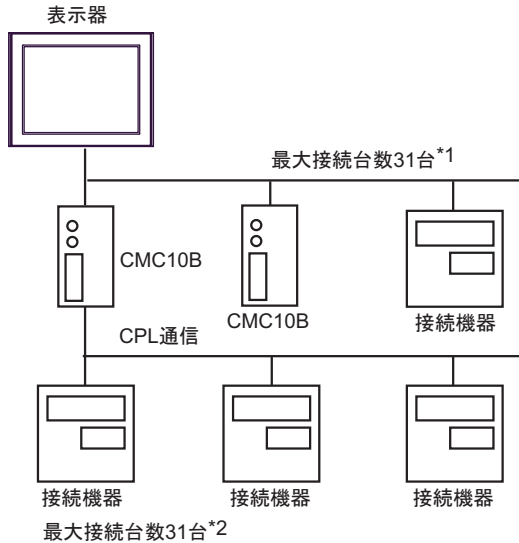 表示器
最大接続台数31台*1
CMC10B
CMC10B
接続機器
CPL通信
接続機器
接続機器
接続機器
最大接続台数31台*2